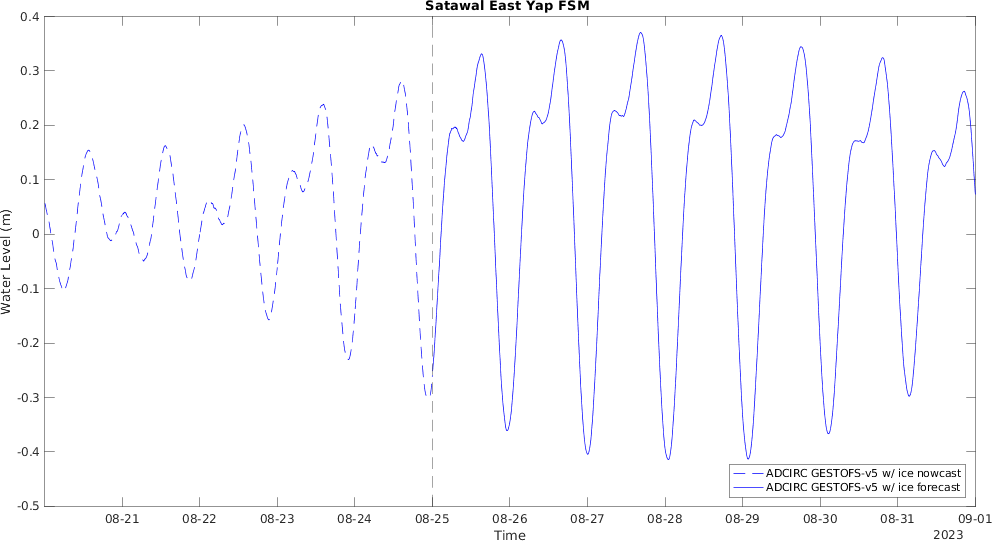 Satawal East Yap FSM
0.4
0.3
0.2
0.1
0
-0.1
-0.2
-0.3
-0.4
-0.5
Water Level (m)
ADCIRC GESTOFS-v5 w/ ice nowcast
ADCIRC GESTOFS-v5 w/ ice forecast
08-21 08-22 08-23 08-24 08-25 08-26 08-27 08-28 08-29 08-30 08-31 09-01
Time
2023